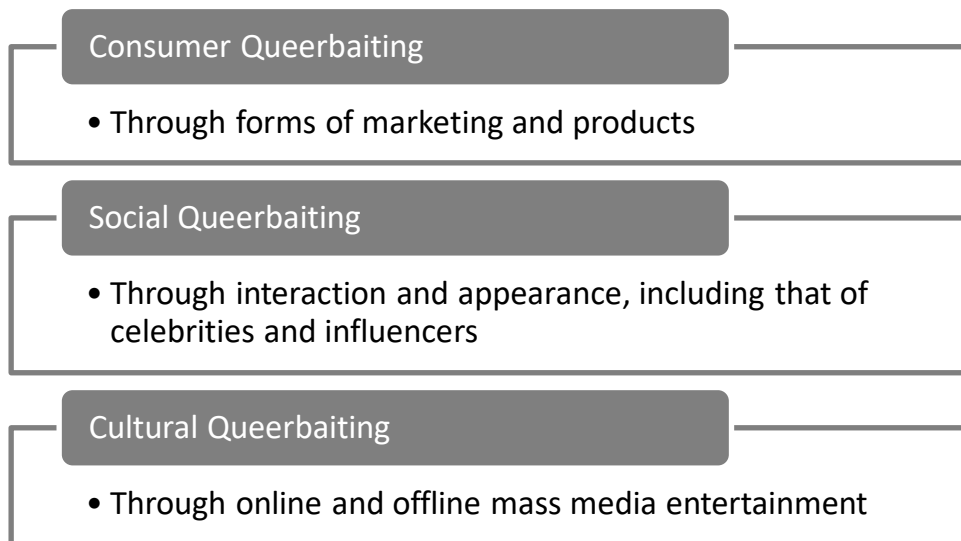 Consumer Queerbaiting
• Through forms of marketing and products
Social Queerbaiting
• Through interaction and appearance, including that of
celebrities and influencers
Cultural Queerbaiting
• Through online and offline mass media entertainment